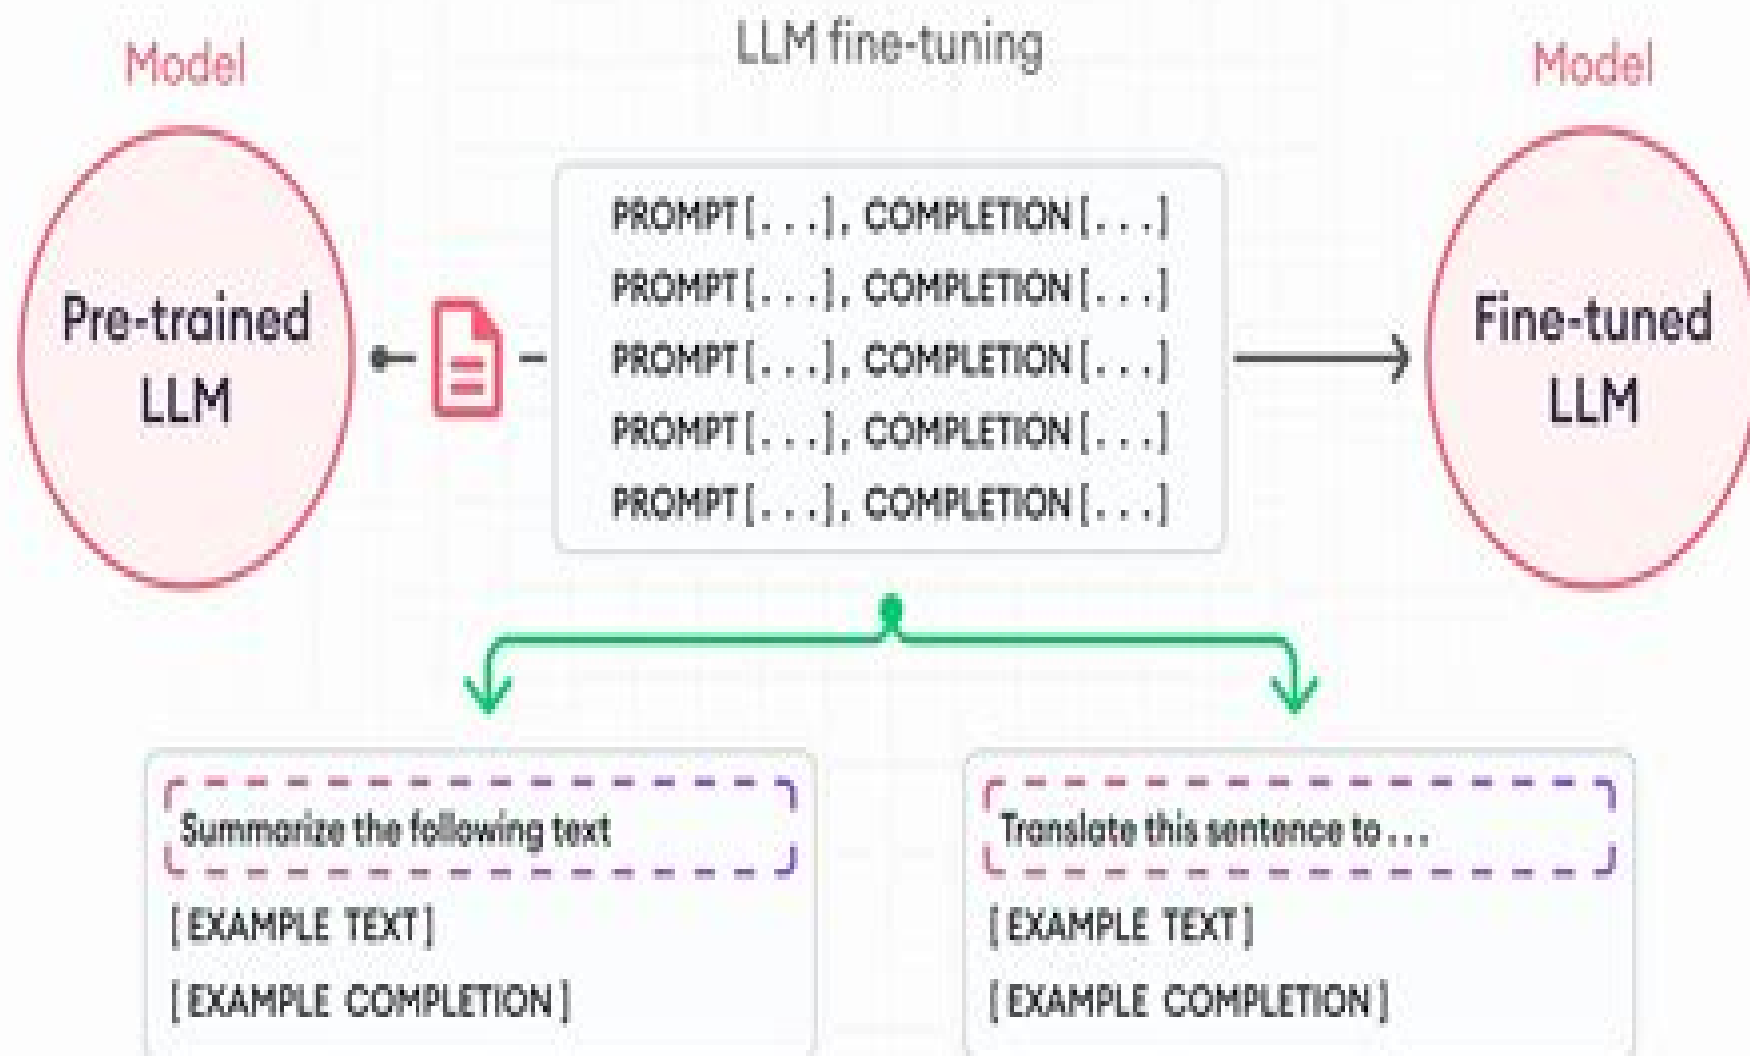 LLM fine-tuning
Model
Model
Pre-trained
LLM
PROMPT[...], COMPLETION[...]
PROMPT[...], COMPLETION[...]
PROMPT[...], COMPLETION[...]
PROMPT[...], COMPLETION[...]
PROMPT[...], COMPLETION[...]
Fine-tuned
LLM
Summarize the following text
[EXAMPLE TEXT]
[EXAMPLE COMPLETION]
Translate this sentence to...
[EXAMPLE TEXT]
[EXAMPLE COMPLETION]